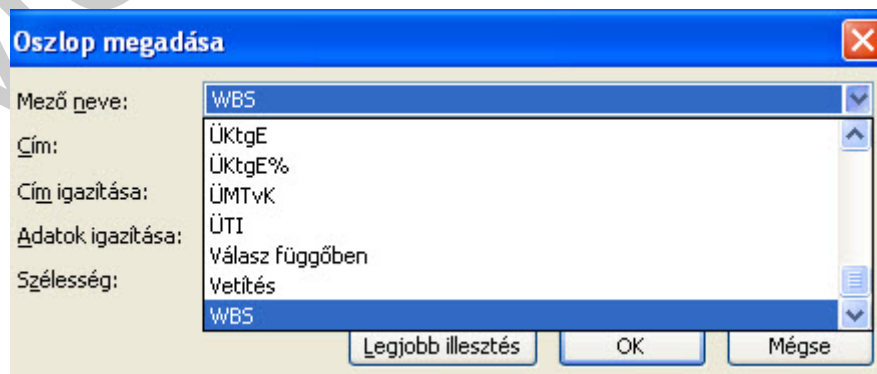 Oszlop megadása
Mező neve:
WBS
Cím:
ÜKtgE
ÜKtgE%
Cím igazítása:
ÜMTvK
Adatok igazítása:
ÜTI
Válasz függőben
Szélesség:
Vetítés
WBS
Legjobb illesztés
OK
Mégse